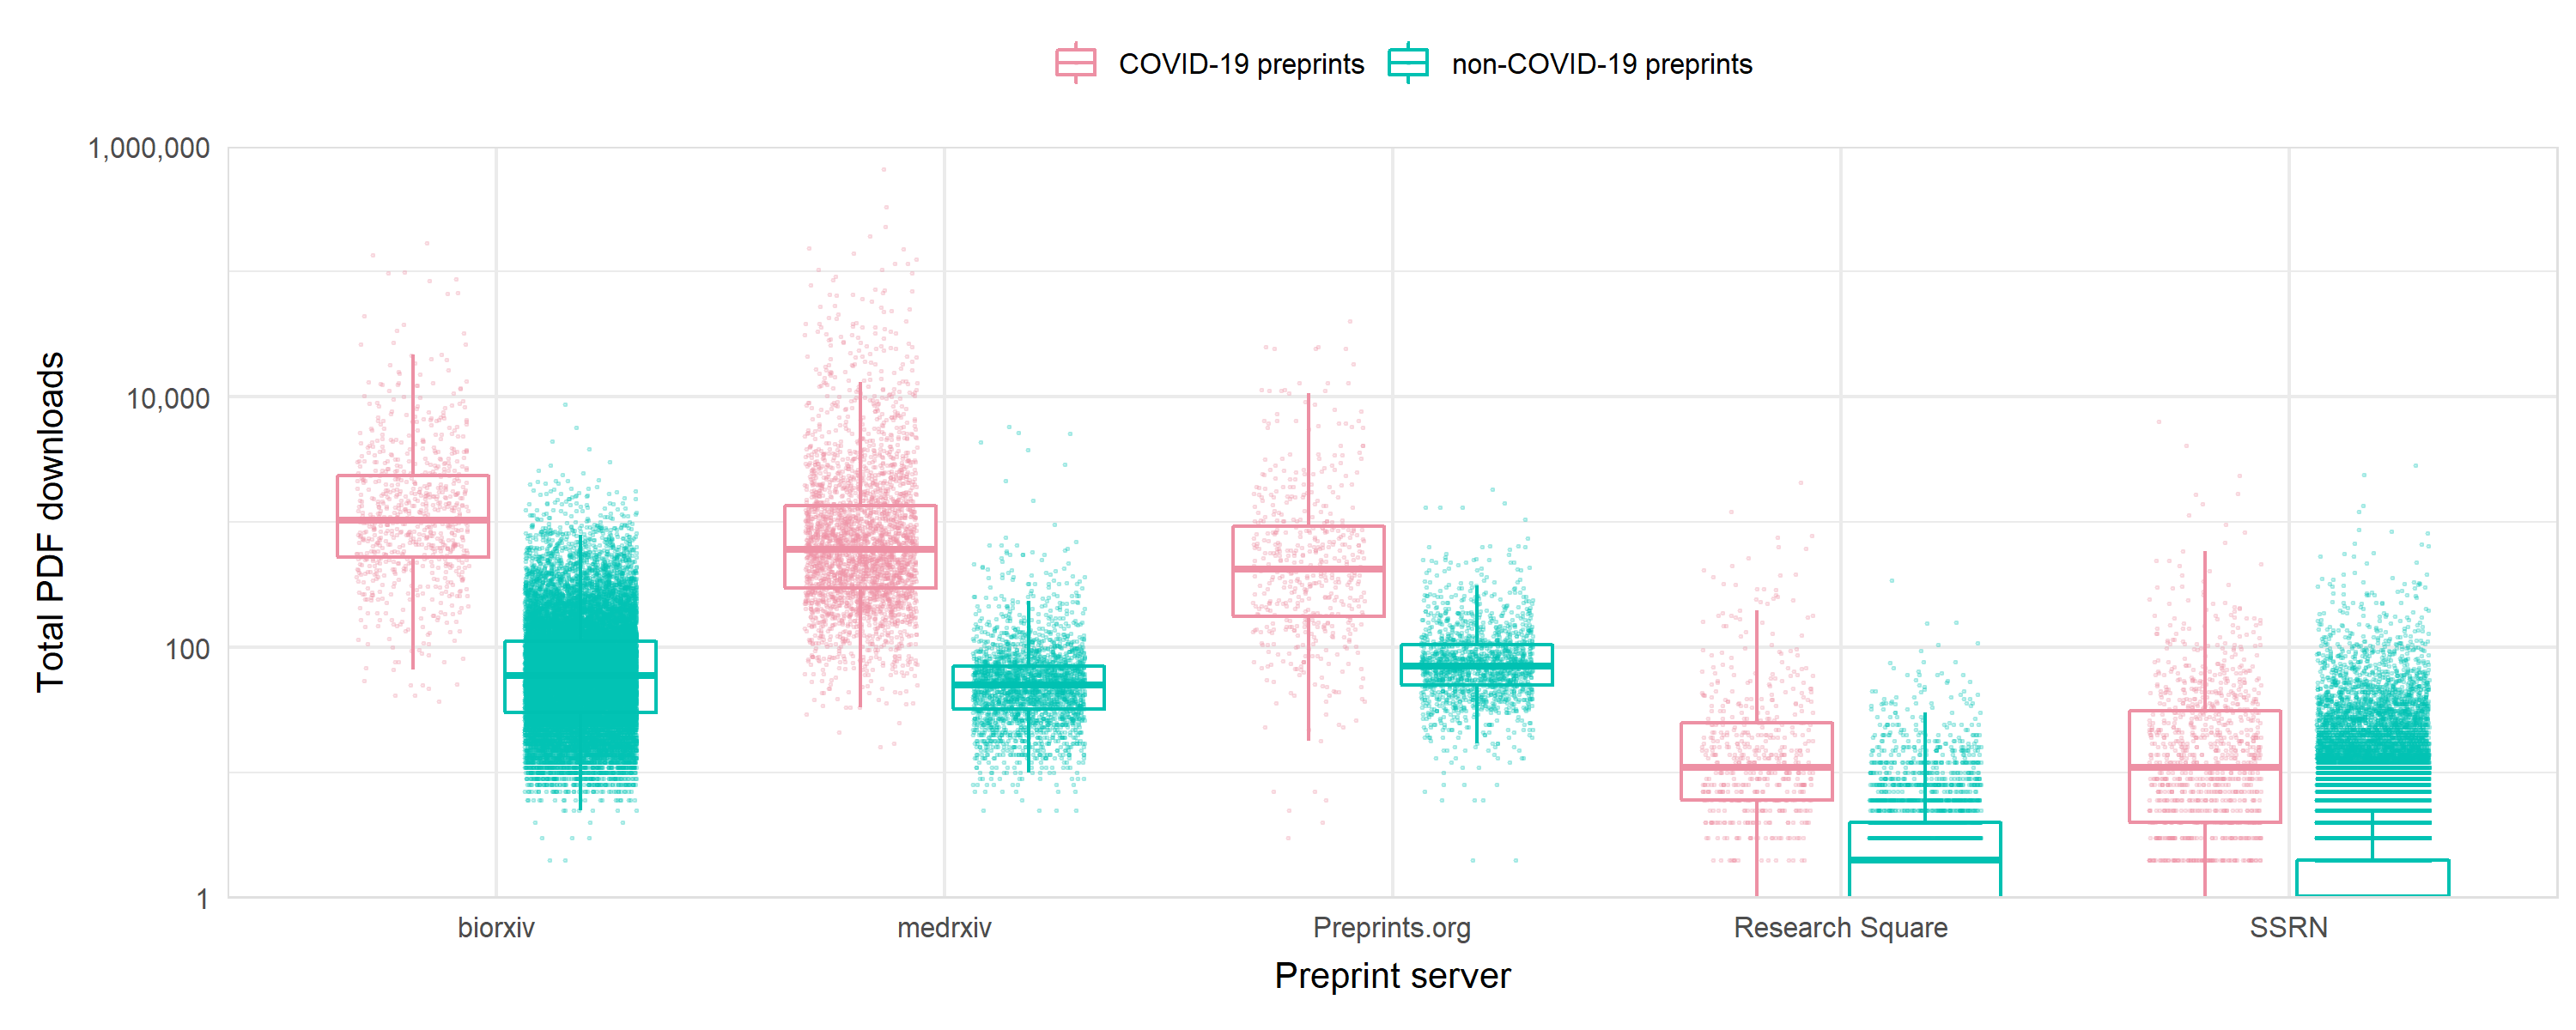 COVID-19 preprints
non-COVID-19 preprints
1,000,000
10,000
100
1
Total PDF downloads
biorxiv
medrxiv
Preprints.org
Research Square
SSRN
Preprint server